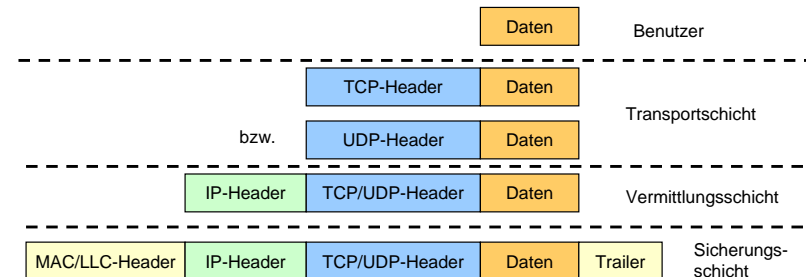 Daten Benutzer
TCP-Header Daten
Transportschicht
bzw. UDP-Header Daten
IP-Header TCP/UDP-Header Daten Vermittlungsschicht
MAC/LLC-Header IP-Header TCP/UDP-Header Daten Trailer Sicherungs-
schicht